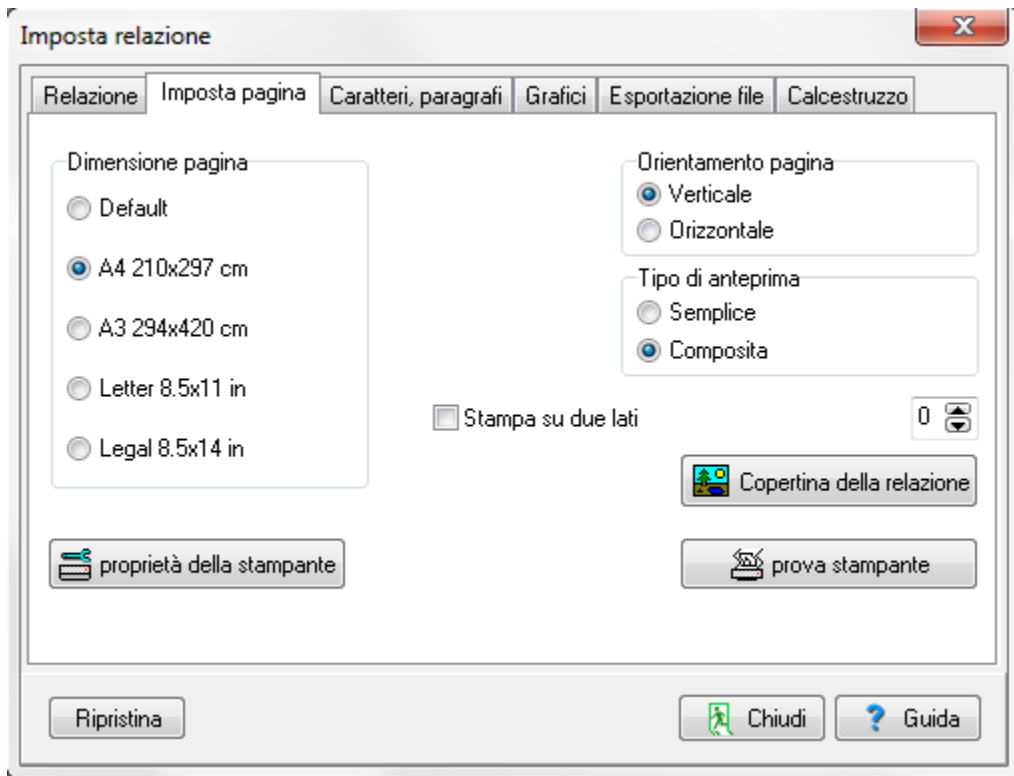 Imposta relazione
Relazione Imposta pagina Caratteri, paragrafi Grafici Esportazione file Calcestruzzo
Dimensione pagina
Default
A4 210x297 cm
A3 294x420 cm
Letter 8.5x11 in
Legal 8.5x14 in
Orientamento pagina
Verticale
Orizzontale
Tipo di anteprima
Semplice
Composita
Stampa su due lati
0
Copertina della relazione
proprietà della stampante
prova stampante
Ripristina
Chiudi
? Guida